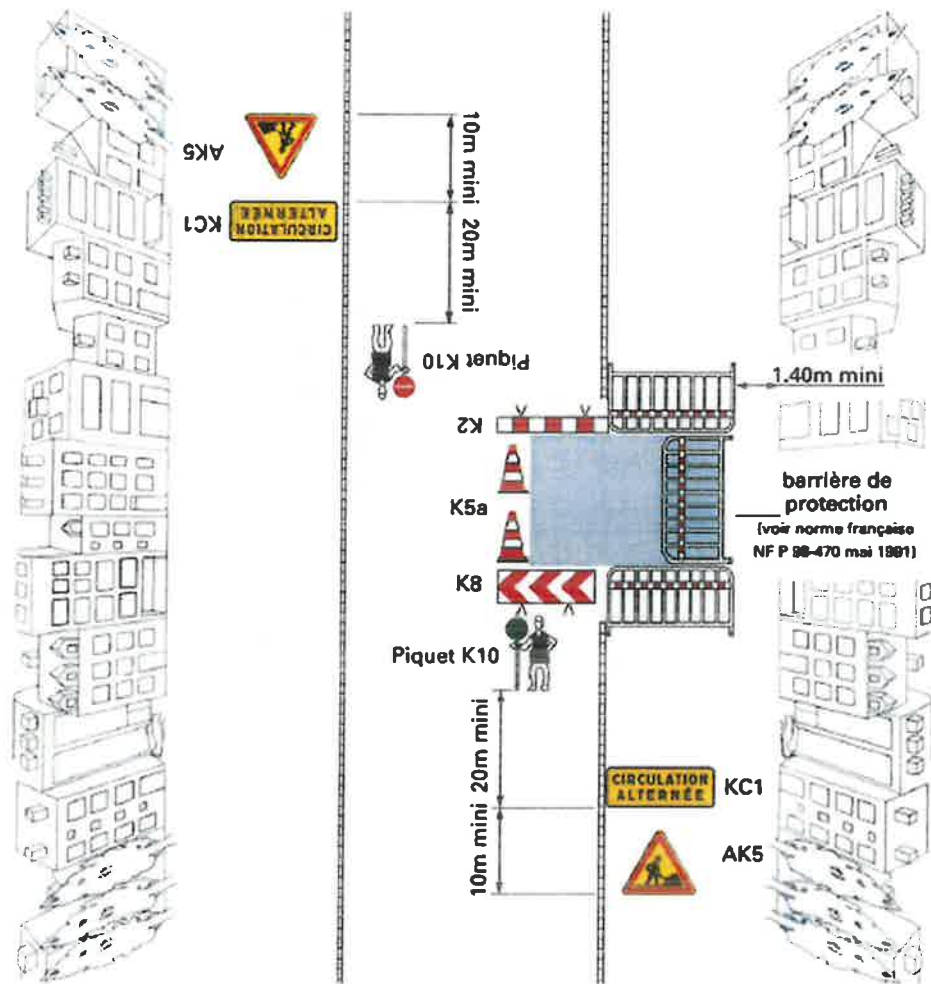 AK5
10m mini
KC1
CIRCULATION
ALTERNÉE
20m mini
Piquet K10
1.40m mini
K2
K5a
barrière de
protection
(voir norme française
NF P 98-470 mai 1991)
K8
Piquet K10
20m mini
CIRCULATION
ALTERNÉE
KC1
10m mini
AK5